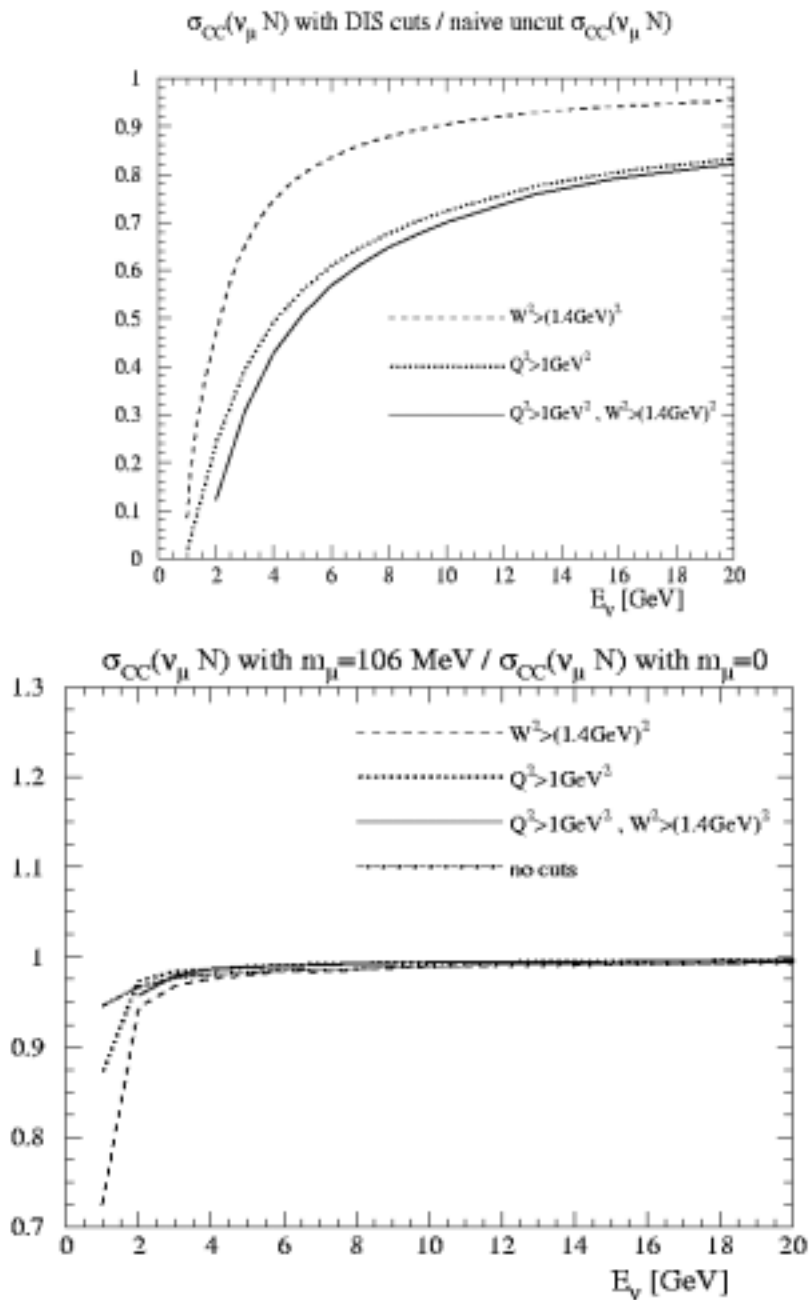 σCC(νμ N) with DIS cuts / naive uncut σCC(νμ N)
1
0.9
0.8
0.7
0.6
0.5
0.4
0.3
0.2
0.1
0
W²>(1.4GeV)²
Q²>1GeV²
Q²>1GeV² , W²>(1.4GeV)²
0 2 4 6 8 10 12 14 16 18 20
Eν [GeV]
σCC(νμ N) with mμ=106 MeV / σCC(νμ N) with mμ=0
1.3
1.2
1.1
1
0.9
0.8
0.7
W²>(1.4GeV)²
Q²>1GeV²
Q²>1GeV² , W²>(1.4GeV)²
no cuts
0 2 4 6 8 10 12 14 16 18 20
Eν [GeV]